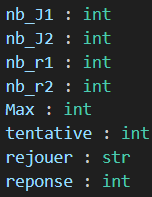 nb_J1 : int
nb_J2 : int
nb_r1 : int
nb_r2 : int
Max : int
tentative : int
rejouer : str
reponse : int